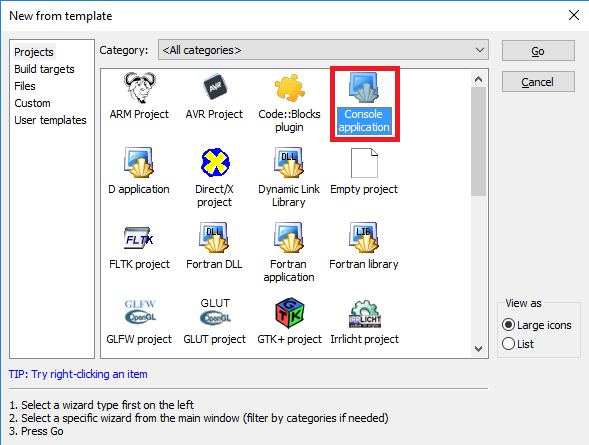 New from template
Projects
Build targets
Files
Custom
User templates
Category:
<All categories>
Go
Cancel
ARM Project
AVR
AVR Project
Code::Blocks
plugin
Console
application
D application
Direct/X
project
DLL
Dynamic Link
Library
Empty project
FLTK
FLTK project
DLL
Fortran DLL
Fortran
application
LIB
Fortran library
GLFW
OpenGL
GLFW project
GLUT
OpenGL
GLUT project
GTK
GTK+ project
IRRLICHT
Irrlicht project
View as
Large icons
List
TIP: Try right-clicking an item
1. Select a wizard type first on the left
2. Select a specific wizard from the main window (filter by categories if needed)
3. Press Go